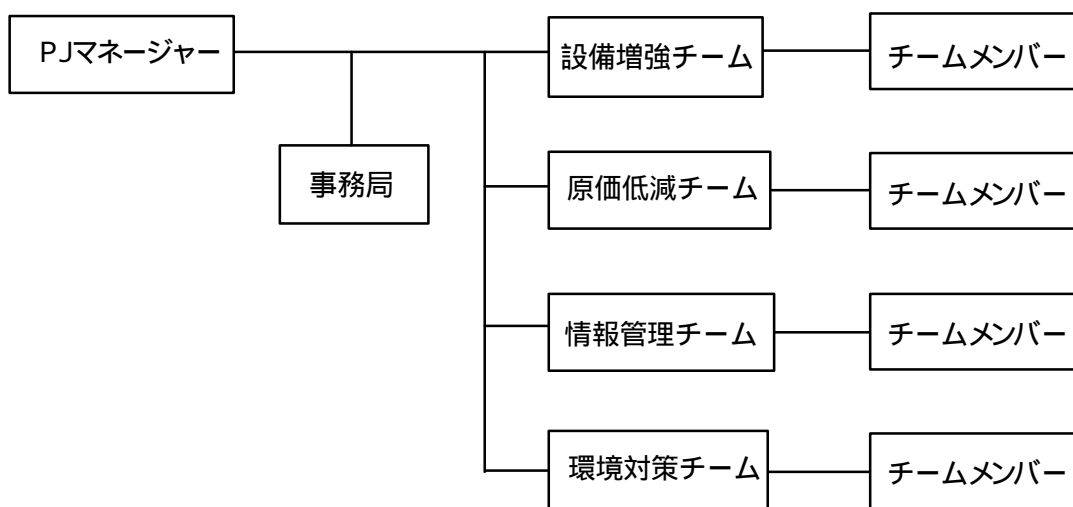 PJマネージャー
設備増強チーム
チームメンバー
事務局
原価低減チーム
チームメンバー
情報管理チーム
チームメンバー
環境対策チーム
チームメンバー